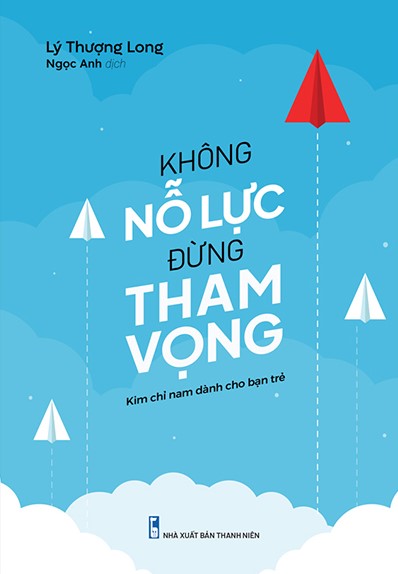 Lý Thượng Long
Ngọc Anh dịch
KHÔNG
NỖ LỰC
ĐỪNG
THAM
VỌNG
Kim chỉ nam dành cho bạn trẻ
NHÀ XUẤT BẢN THANH NIÊN